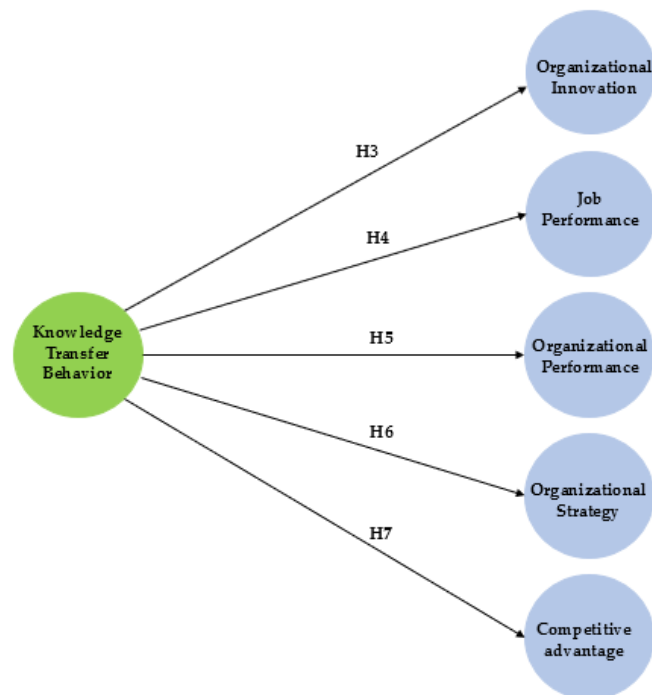 Organizational
Innovation
H3
Job
Performance
H4
Knowledge
Transfer
Behavior
H5
Organizational
Performance
H6
Organizational
Strategy
H7
Competitive
advantage